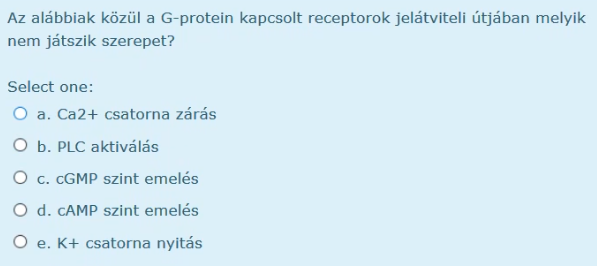 Az alábbiak közül a G-protein kapcsolt receptorok jelátviteli útjában melyik
nem játszik szerepet?
Select one:
a. Ca2+ csatorna zárás
b. PLC aktiválás
c. cGMP szint emelés
d. cAMP szint emelés
e. K+ csatorna nyitás